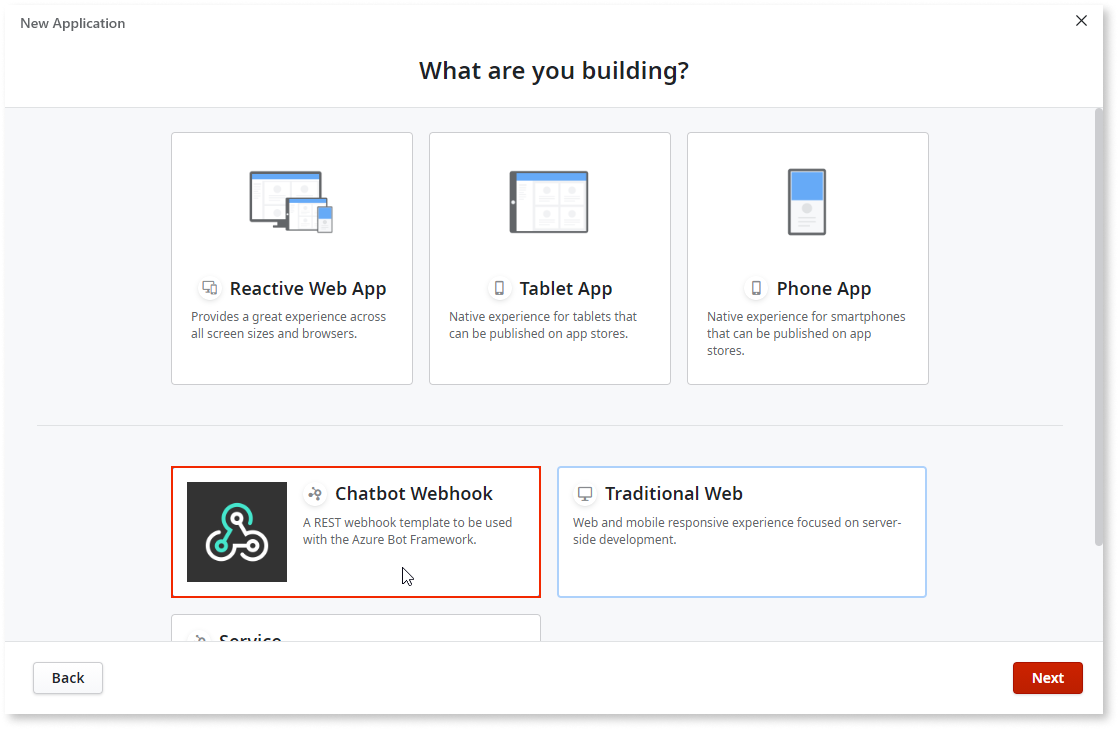 New Application
What are you building?
Reactive Web App
Provides a great experience across
all screen sizes and browsers.
Tablet App
Native experience for tablets that
can be published on app stores.
Phone App
Native experience for smartphones
that can be published on app
stores.
Chatbot Webhook
A REST webhook template to be used
with the Azure Bot Framework.
Traditional Web
Web and mobile responsive experience focused on server-
side development.
Service
Back
Next